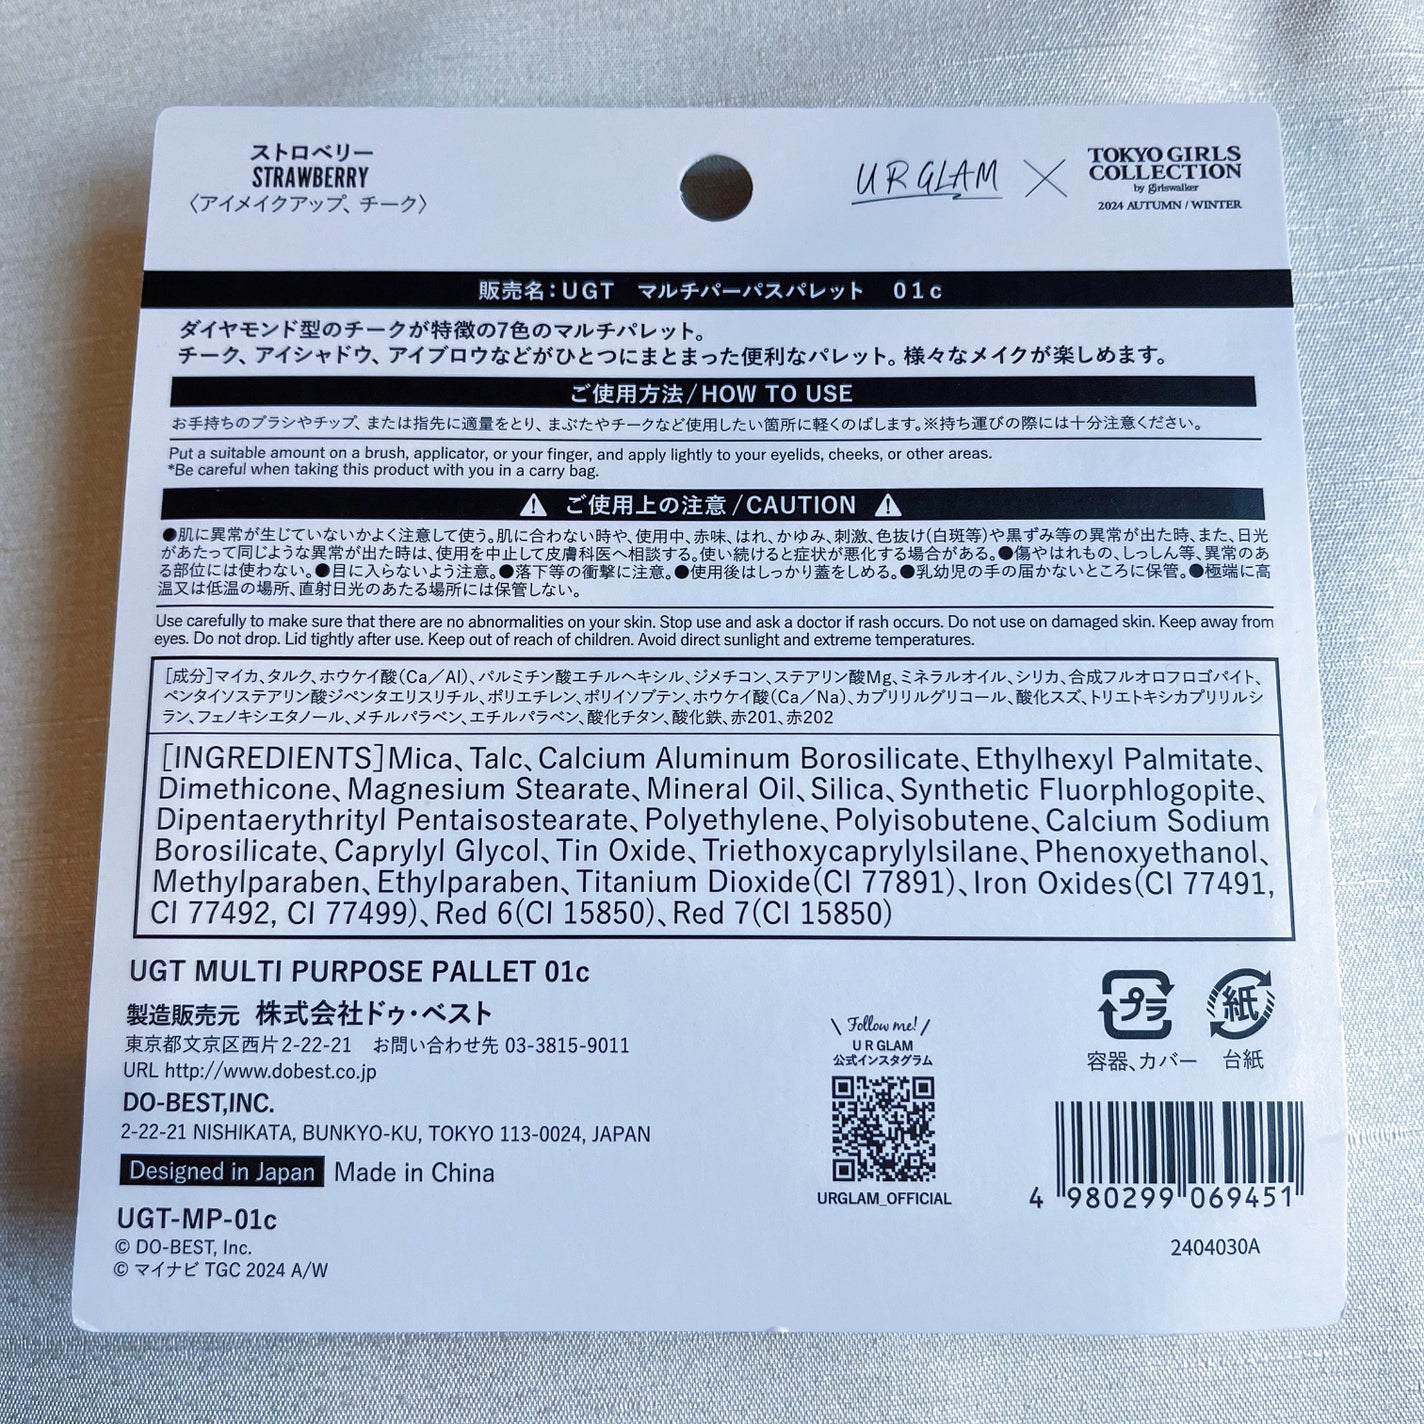 ストロベリー
STRAWBERRY
〈アイメイクアップ、チーク〉
U R GLAM
TOKYO GIRLS
COLLECTION
by girlswalker
2024 AUTUMN / WINTER
販売名：UGT　マルチパーパスパレット　01c
ダイヤモンド型のチークが特徴の7色のマルチパレット。
チーク、アイシャドウ、アイブロウなどがひとつにまとまった便利なパレット。様々なメイクが楽しめます。
ご使用方法/HOW TO USE
お手持ちのブラシやチップ、または指先に適量をとり、まぶたやチークなど使用したい箇所に軽くのばします。※持ち運びの際には十分注意ください。
Put a suitable amount on a brush, applicator, or your finger, and apply lightly to your eyelids, cheeks, or other areas.
*Be careful when taking this product with you in a carry bag.
ご使用上の注意/CAUTION
●肌に異常が生じていないかよく注意して使う。肌に合わない時や、使用中、赤味、はれ、かゆみ、刺激、色抜け(白斑等)や黒ずみ等の異常が出た時、また、日光
があたって同じような異常が出た時は、使用を中止して皮膚科医へ相談する。使い続けると症状が悪化する場合がある。●傷やはれもの、しっしん等、異常のあ
る部位には使わない。●目に入らないよう注意。●落下等の衝撃に注意。●使用後はしっかり蓋をしめる。●乳幼児の手の届かないところに保管。●極端に高
温又は低温の場所、直射日光のあたる場所には保管しない。
Use carefully to make sure that there are no abnormalities on your skin. Stop use and ask a doctor if rash occurs. Do not use on damaged skin. Keep away from
eyes. Do not drop. Lid tightly after use. Keep out of reach of children. Avoid direct sunlight and extreme temperatures.
［成分］マイカ、タルク、ホウケイ酸(Ca／Al)、パルミチン酸エチルヘキシル、ジメチコン、ステアリン酸Mg、ミネラルオイル、シリカ、合成フルオロフロゴパイト、
ペンタイソステアリン酸ジペンタエリスリチル、ポリエチレン、ポリイソブテン、ホウケイ酸(Ca／Na)、カプリリルグリコール、酸化スズ、トリエトキシカプリリルシ
ラン、フェノキシエタノール、メチルパラベン、エチルパラベン、酸化チタン、酸化鉄、赤201、赤202
［INGREDIENTS］Mica、Talc、Calcium Aluminum Borosilicate、Ethylhexyl Palmitate、
Dimethicone、Magnesium Stearate、Mineral Oil、Silica、Synthetic Fluorphlogopite、
Dipentaerythrityl Pentaisostearate、Polyethylene、Polyisobutene、Calcium Sodium
Borosilicate、Caprylyl Glycol、Tin Oxide、Triethoxycaprylylsilane、Phenoxyethanol、
Methylparaben、Ethylparaben、Titanium Dioxide(CI 77891)、Iron Oxides(CI 77491,
CI 77492, CI 77499)、Red 6(CI 15850)、Red 7(CI 15850)
UGT MULTI PURPOSE PALLET 01c
製造販売元　株式会社ドゥ・ベスト
東京都文京区西片2-22-21　お問い合わせ先 03-3815-9011
URL http://www.dobest.co.jp
DO-BEST,INC.
2-22-21 NISHIKATA, BUNKYO-KU, TOKYO 113-0024, JAPAN
Designed in Japan Made in China
UGT-MP-01c
© DO-BEST, Inc.
© マイナビ TGC 2024 A/W
\ Follow me! /
U R GLAM
公式インスタグラム
URGLAM_OFFICIAL
プラ
容器、カバー
紙
台紙
4 980299 069451
2404030A